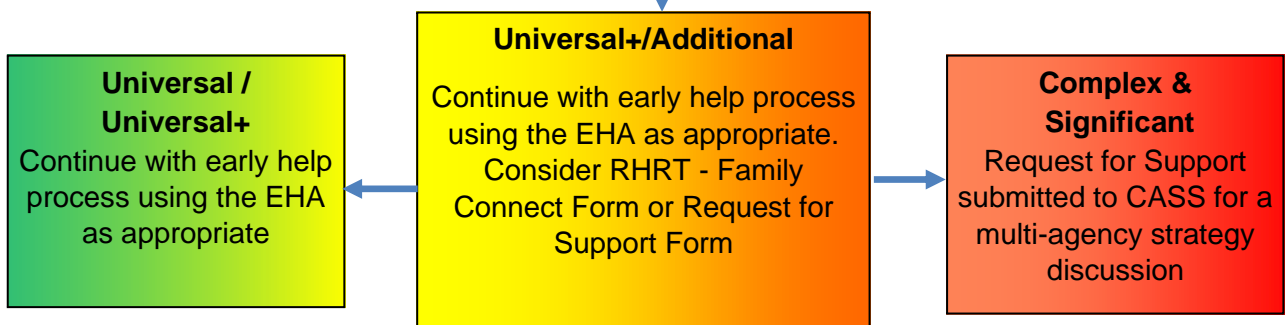 Universal /
Universal+
Continue with early help
process using the EHA
as appropriate
Universal+/Additional
Continue with early help process
using the EHA as appropriate.
Consider RHRT - Family
Connect Form or Request for
Support Form
Complex &
Significant
Request for Support
submitted to CASS for a
multi-agency strategy
discussion